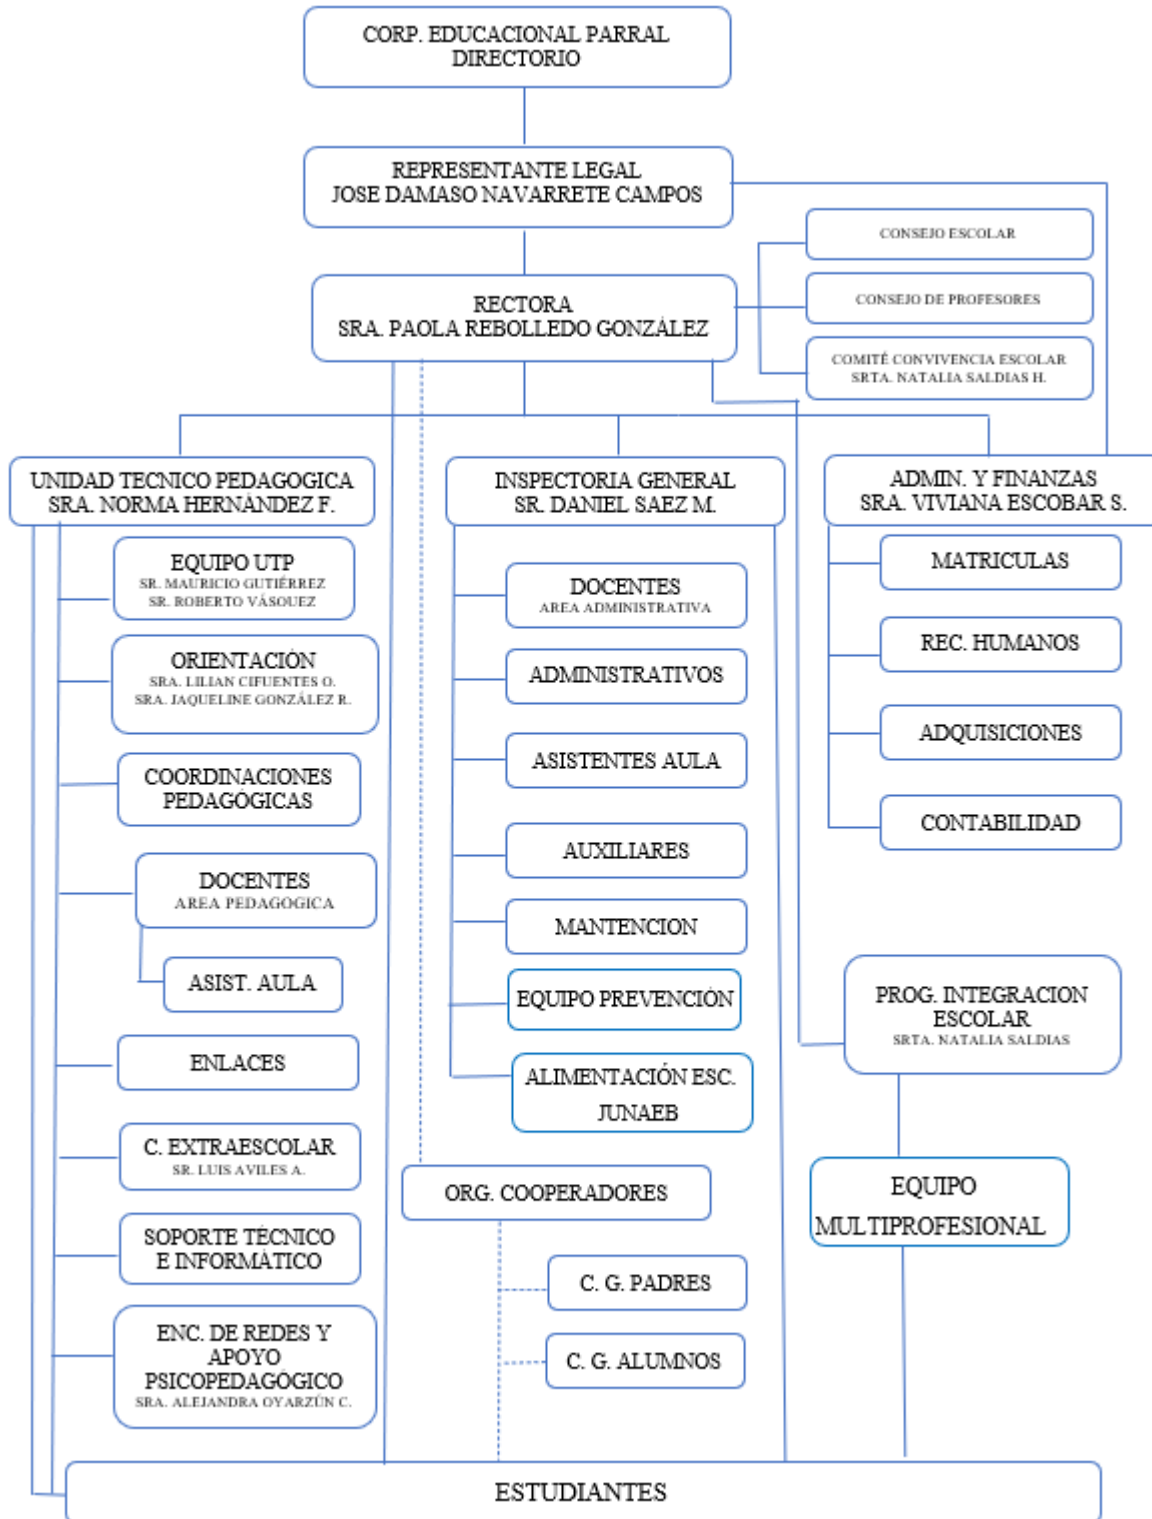 CORP. EDUCACIONAL PARRAL
DIRECTORIO
REPRESENTANTE LEGAL
JOSE DAMASO NAVARRETE CAMPOS
CONSEJO ESCOLAR
RECTORA
SRA. PAOLA REBOLLEDO GONZÁLEZ
CONSEJO DE PROFESORES
COMITÉ CONVIVENCIA ESCOLAR
SRTA. NATALIA SALDIAS H.
UNIDAD TECNICO PEDAGOGICA
SRA. NORMA HERNÁNDEZ F.
EQUIPO UTP
SR. MAURICIO GUTIÉRREZ
SR. ROBERTO VÁSQUEZ
ORIENTACIÓN
SRA. LILIAN CIFUENTES O.
SRA. JAQUELINE GONZÁLEZ R.
COORDINACIONES
PEDAGÓGICAS
DOCENTES
AREA PEDAGOGICA
ASIST. AULA
ENLACES
C. EXTRAESCOLAR
SR. LUIS AVILES A.
SOPORTE TÉCNICO
E INFORMÁTICO
ENC. DE REDES Y
APOYO
PSICOPEDAGÓGICO
SRA. ALEJANDRA OYARZÚN C.
INSPECTORIA GENERAL
SR. DANIEL SAEZ M.
DOCENTES
AREA ADMINISTRATIVA
ADMINISTRATIVOS
ASISTENTES AULA
AUXILIARES
MANTENCION
EQUIPO PREVENCIÓN
ALIMENTACIÓN ESC.
JUNAEB
ORG. COOPERADORES
C. G. PADRES
C. G. ALUMNOS
ADMIN. Y FINANZAS
SRA. VIVIANA ESCOBAR S.
MATRICULAS
REC. HUMANOS
ADQUISICIONES
CONTABILIDAD
PROG. INTEGRACION
ESCOLAR
SRTA. NATALIA SALDIAS
EQUIPO
MULTIPROFESIONAL
ESTUDIANTES